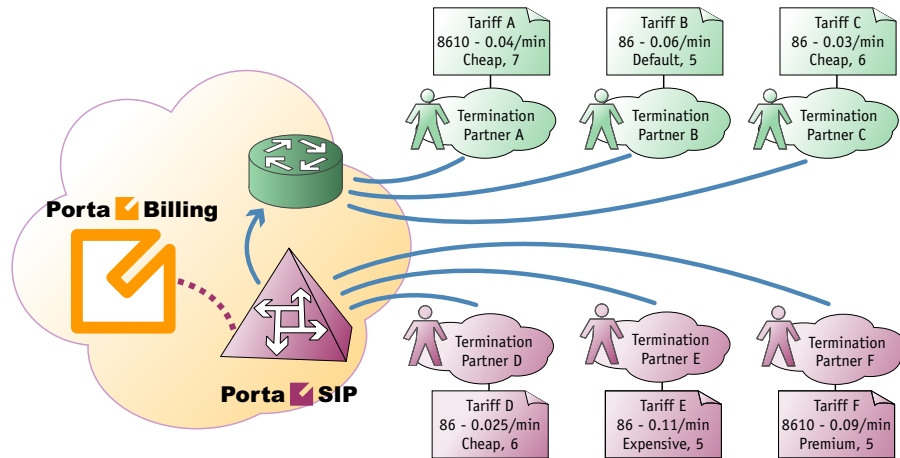 Tariff A
8610 - 0.04/min
Cheap, 7
Tariff B
86 - 0.06/min
Default, 5
Tariff C
86 - 0.03/min
Cheap, 6
Termination
Partner A
Termination
Partner B
Termination
Partner C
Porta Billing
Porta SIP
Termination
Partner D
Termination
Partner E
Termination
Partner F
Tariff D
86 - 0.025/min
Cheap, 6
Tariff E
86 - 0.11/min
Expensive, 5
Tariff F
8610 - 0.09/min
Premium, 5